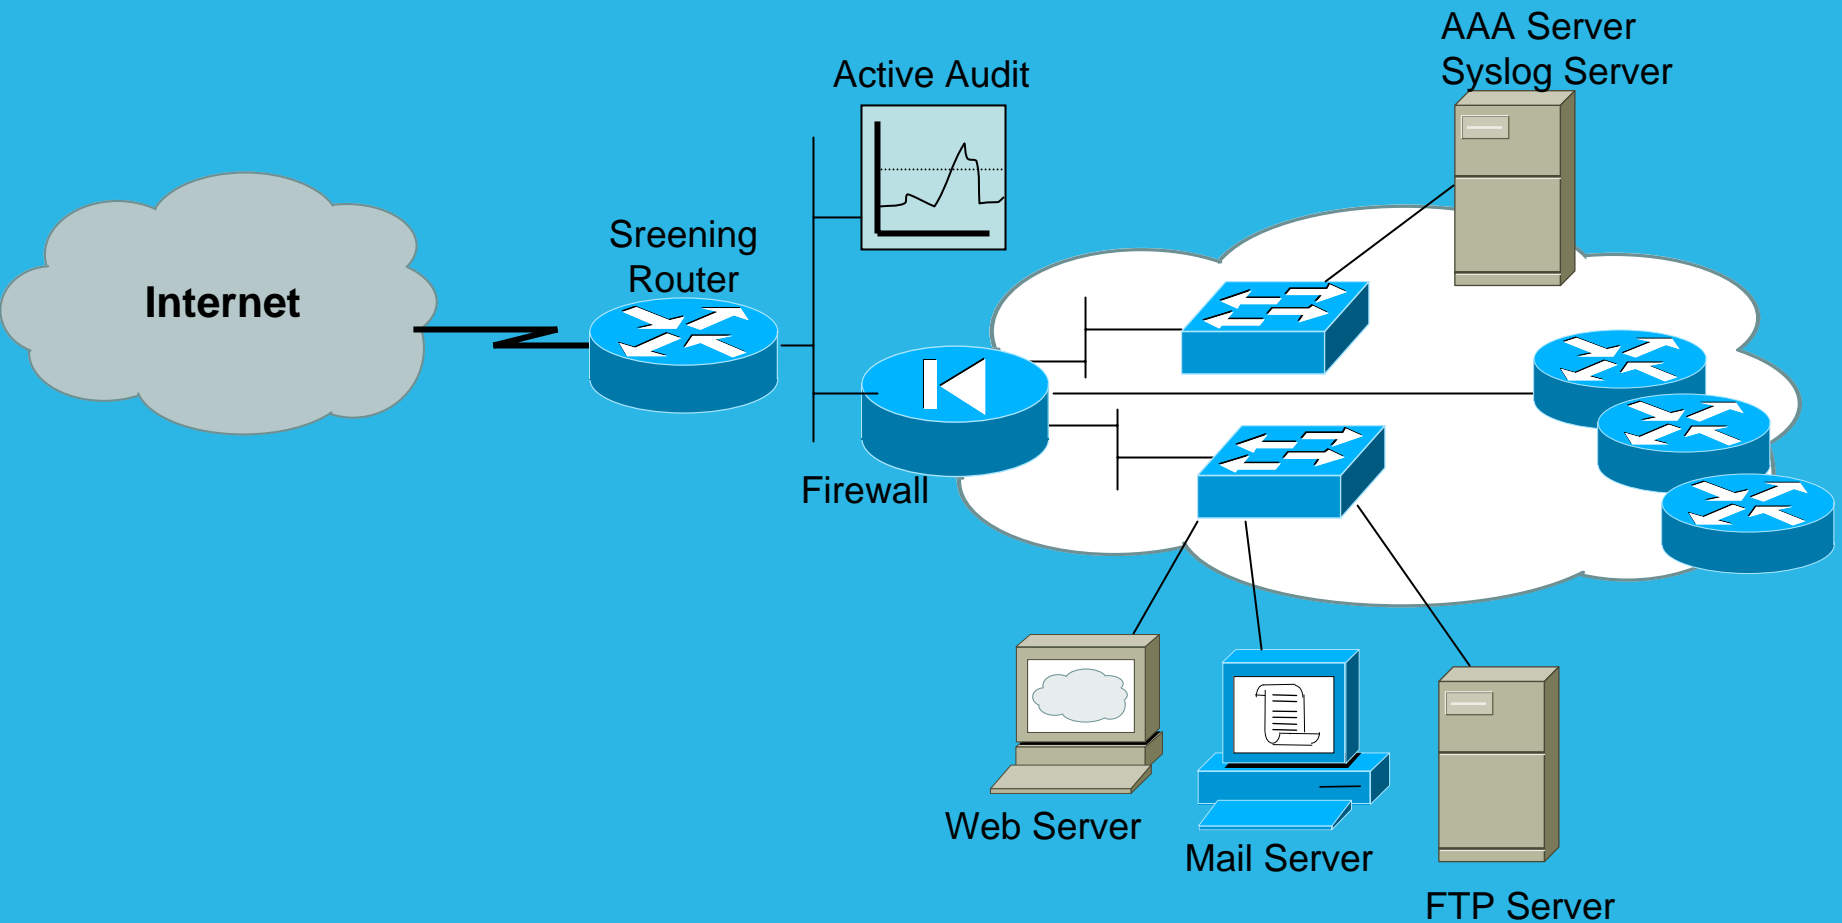 AAA Server
Syslog Server
Active Audit
Sreening
Router
Internet
Firewall
Web Server
Mail Server
FTP Server